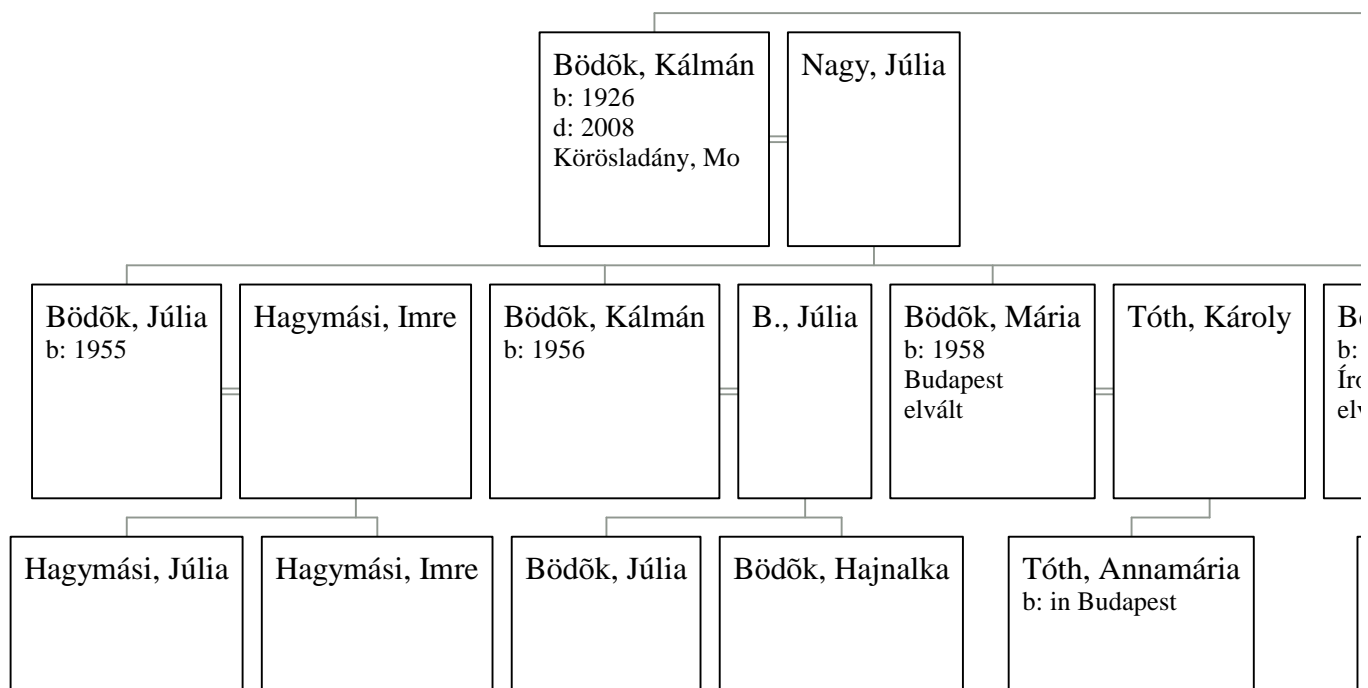 Bödõk, Kálmán
b: 1926
d: 2008
Körösladány, Mo
Nagy, Júlia
Bödõk, Júlia
b: 1955
Hagymási, Imre
Bödõk, Kálmán
b: 1956
B., Júlia
Bödõk, Mária
b: 1958
Budapest
elvált
Tóth, Károly
b:
Hagymási, Júlia
Hagymási, Imre
Bödõk, Júlia
Bödõk, Hajnalka
Tóth, Annamária
b: in Budapest